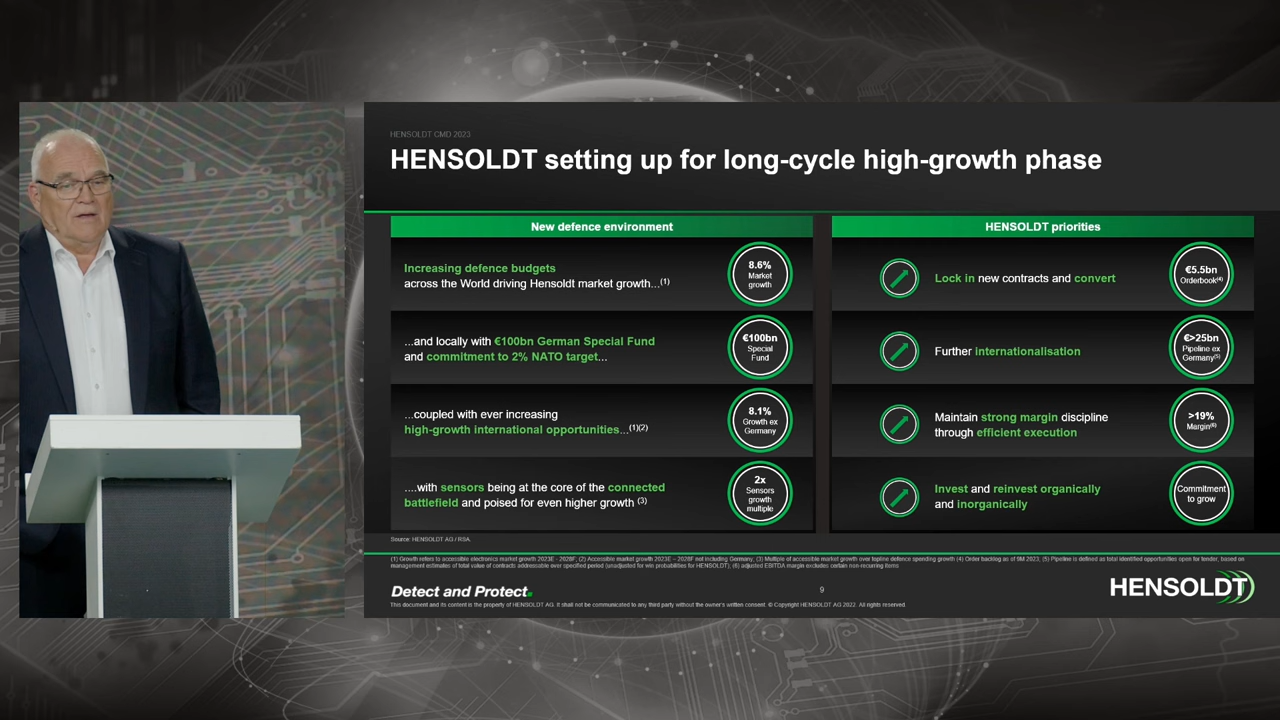 HENSOLDT CMD 2023
HENSOLDT setting up for long-cycle high-growth phase
New defence environment
Increasing defence budgets
across the World driving Hensoldt market growth...(1)
8.6%
Market
growth
...and locally with €100bn German Special Fund
and commitment to 2% NATO target...
€100bn
Special
Fund
...coupled with ever increasing
high-growth international opportunities...(1)(2)
8.1%
Growth ex
Germany
....with sensors being at the core of the connected
battlefield and poised for even higher growth (3)
2x
Sensors
growth
multiple
HENSOLDT priorities
Lock in new contracts and convert
€5.5bn
Orderbook(4)
Further internationalisation
€>25bn
Pipeline ex
Germany(5)
Maintain strong margin discipline
through efficient execution
>19%
Margin(6)
Invest and reinvest organically
and inorganically
Commitment
to grow
Source: HENSOLDT AG / RSA.
(1) Growth refers to accessible electronics market growth 2023E - 2028F; (2) Accessible market growth 2023E – 2028F not including Germany; (3) Multiple of accessible market growth over topline defence spending growth (4) Order backlog as of 9M 2023; (5) Pipeline is defined as total identified opportunities open for tender, based on
management estimates of total value of contracts addressable over specified period (unadjusted for win probabilities for HENSOLDT); (6) adjusted EBITDA margin excludes certain non-recurring items
Detect and Protect.
9
HENSOLDT
This document and its content is the property of HENSOLDT AG. It shall not be communicated to any third party without the owner's written consent. © Copyright HENSOLDT AG 2022. All rights reserved.